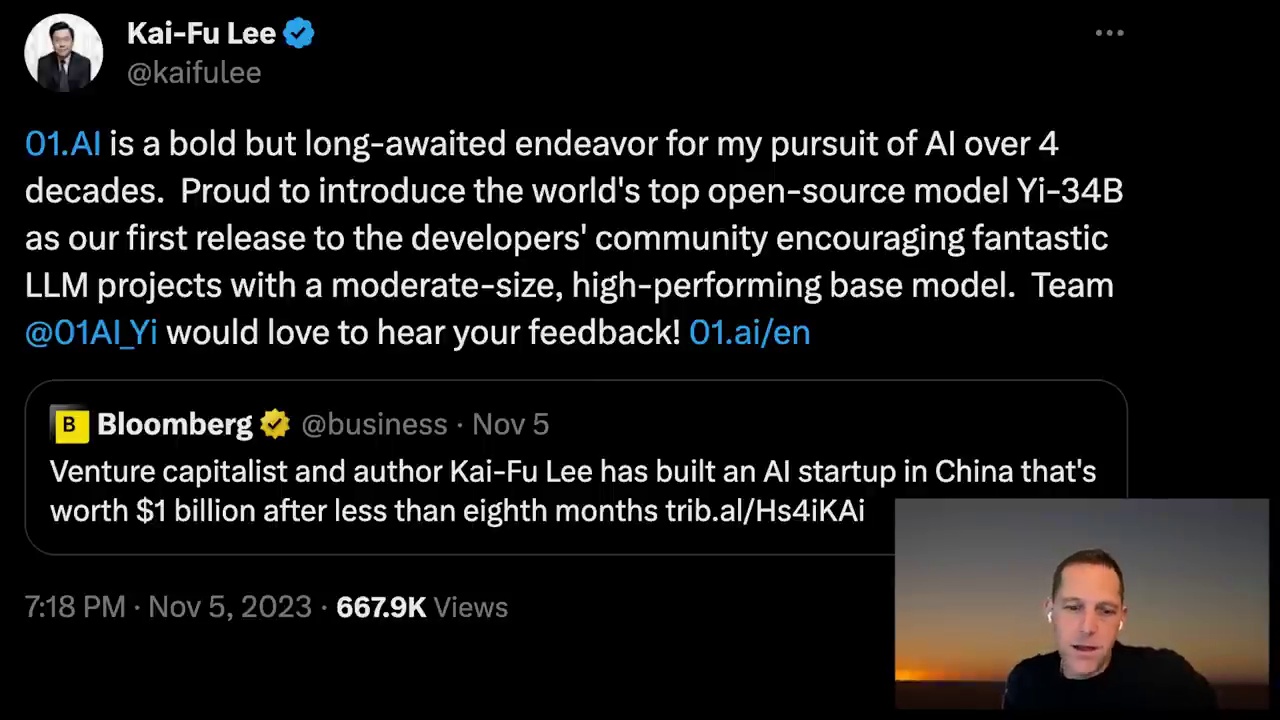 Kai-Fu Lee
@kaifulee
01.AI is a bold but long-awaited endeavor for my pursuit of AI over 4
decades.  Proud to introduce the world's top open-source model Yi-34B
as our first release to the developers' community encouraging fantastic
LLM projects with a moderate-size, high-performing base model.  Team
@01AI_Yi would love to hear your feedback! 01.ai/en
B Bloomberg @business · Nov 5
Venture capitalist and author Kai-Fu Lee has built an AI startup in China that's
worth $1 billion after less than eighth months trib.al/Hs4iKAi
7:18 PM · Nov 5, 2023 · 667.9K Views